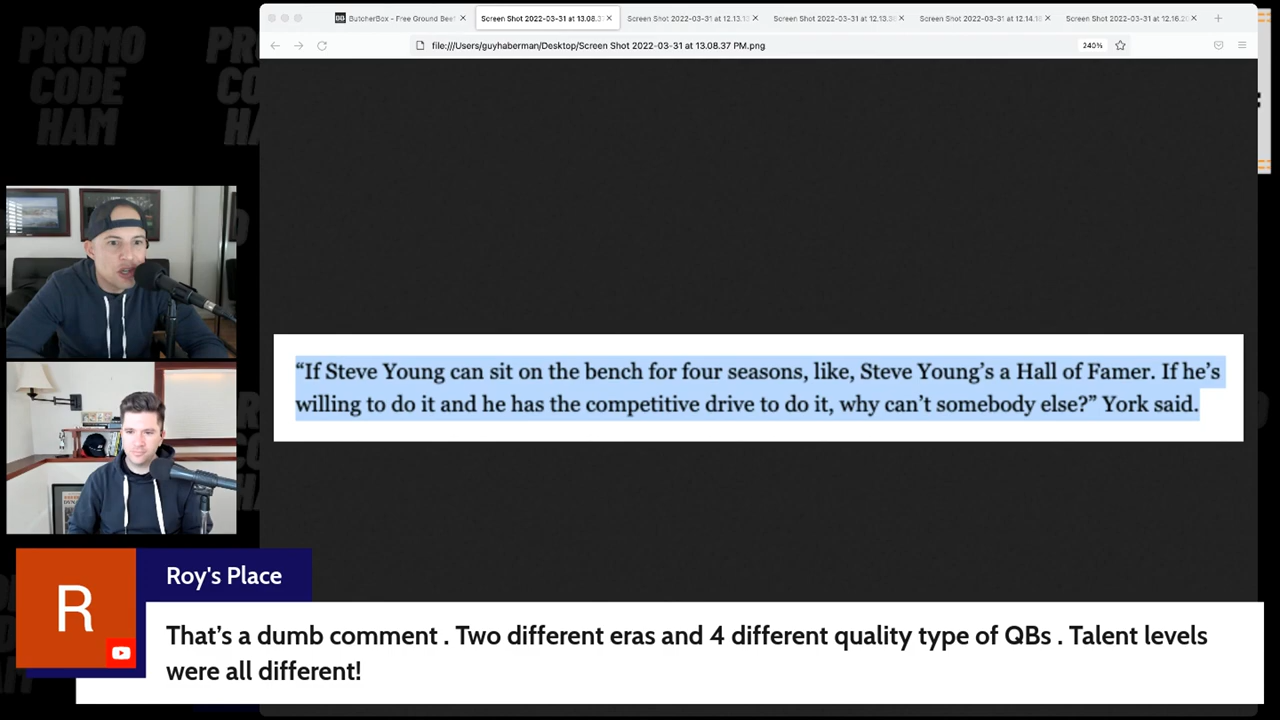 PROMO
CODE
HAM
ButcherBox - Free Ground Beef
Screen Shot 2022-03-31 at 13.08.3
Screen Shot 2022-03-31 at 12.13.1
Screen Shot 2022-03-31 at 12.13.3
Screen Shot 2022-03-31 at 12.14.1
Screen Shot 2022-03-31 at 12.16.2
file:///Users/guyhaberman/Desktop/Screen Shot 2022-03-31 at 13.08.37 PM.png
240%
“If Steve Young can sit on the bench for four seasons, like, Steve Young’s a Hall of Famer. If he’s
willing to do it and he has the competitive drive to do it, why can’t somebody else?” York said.
R
Roy's Place
That’s a dumb comment . Two different eras and 4 different quality type of QBs . Talent levels
were all different!